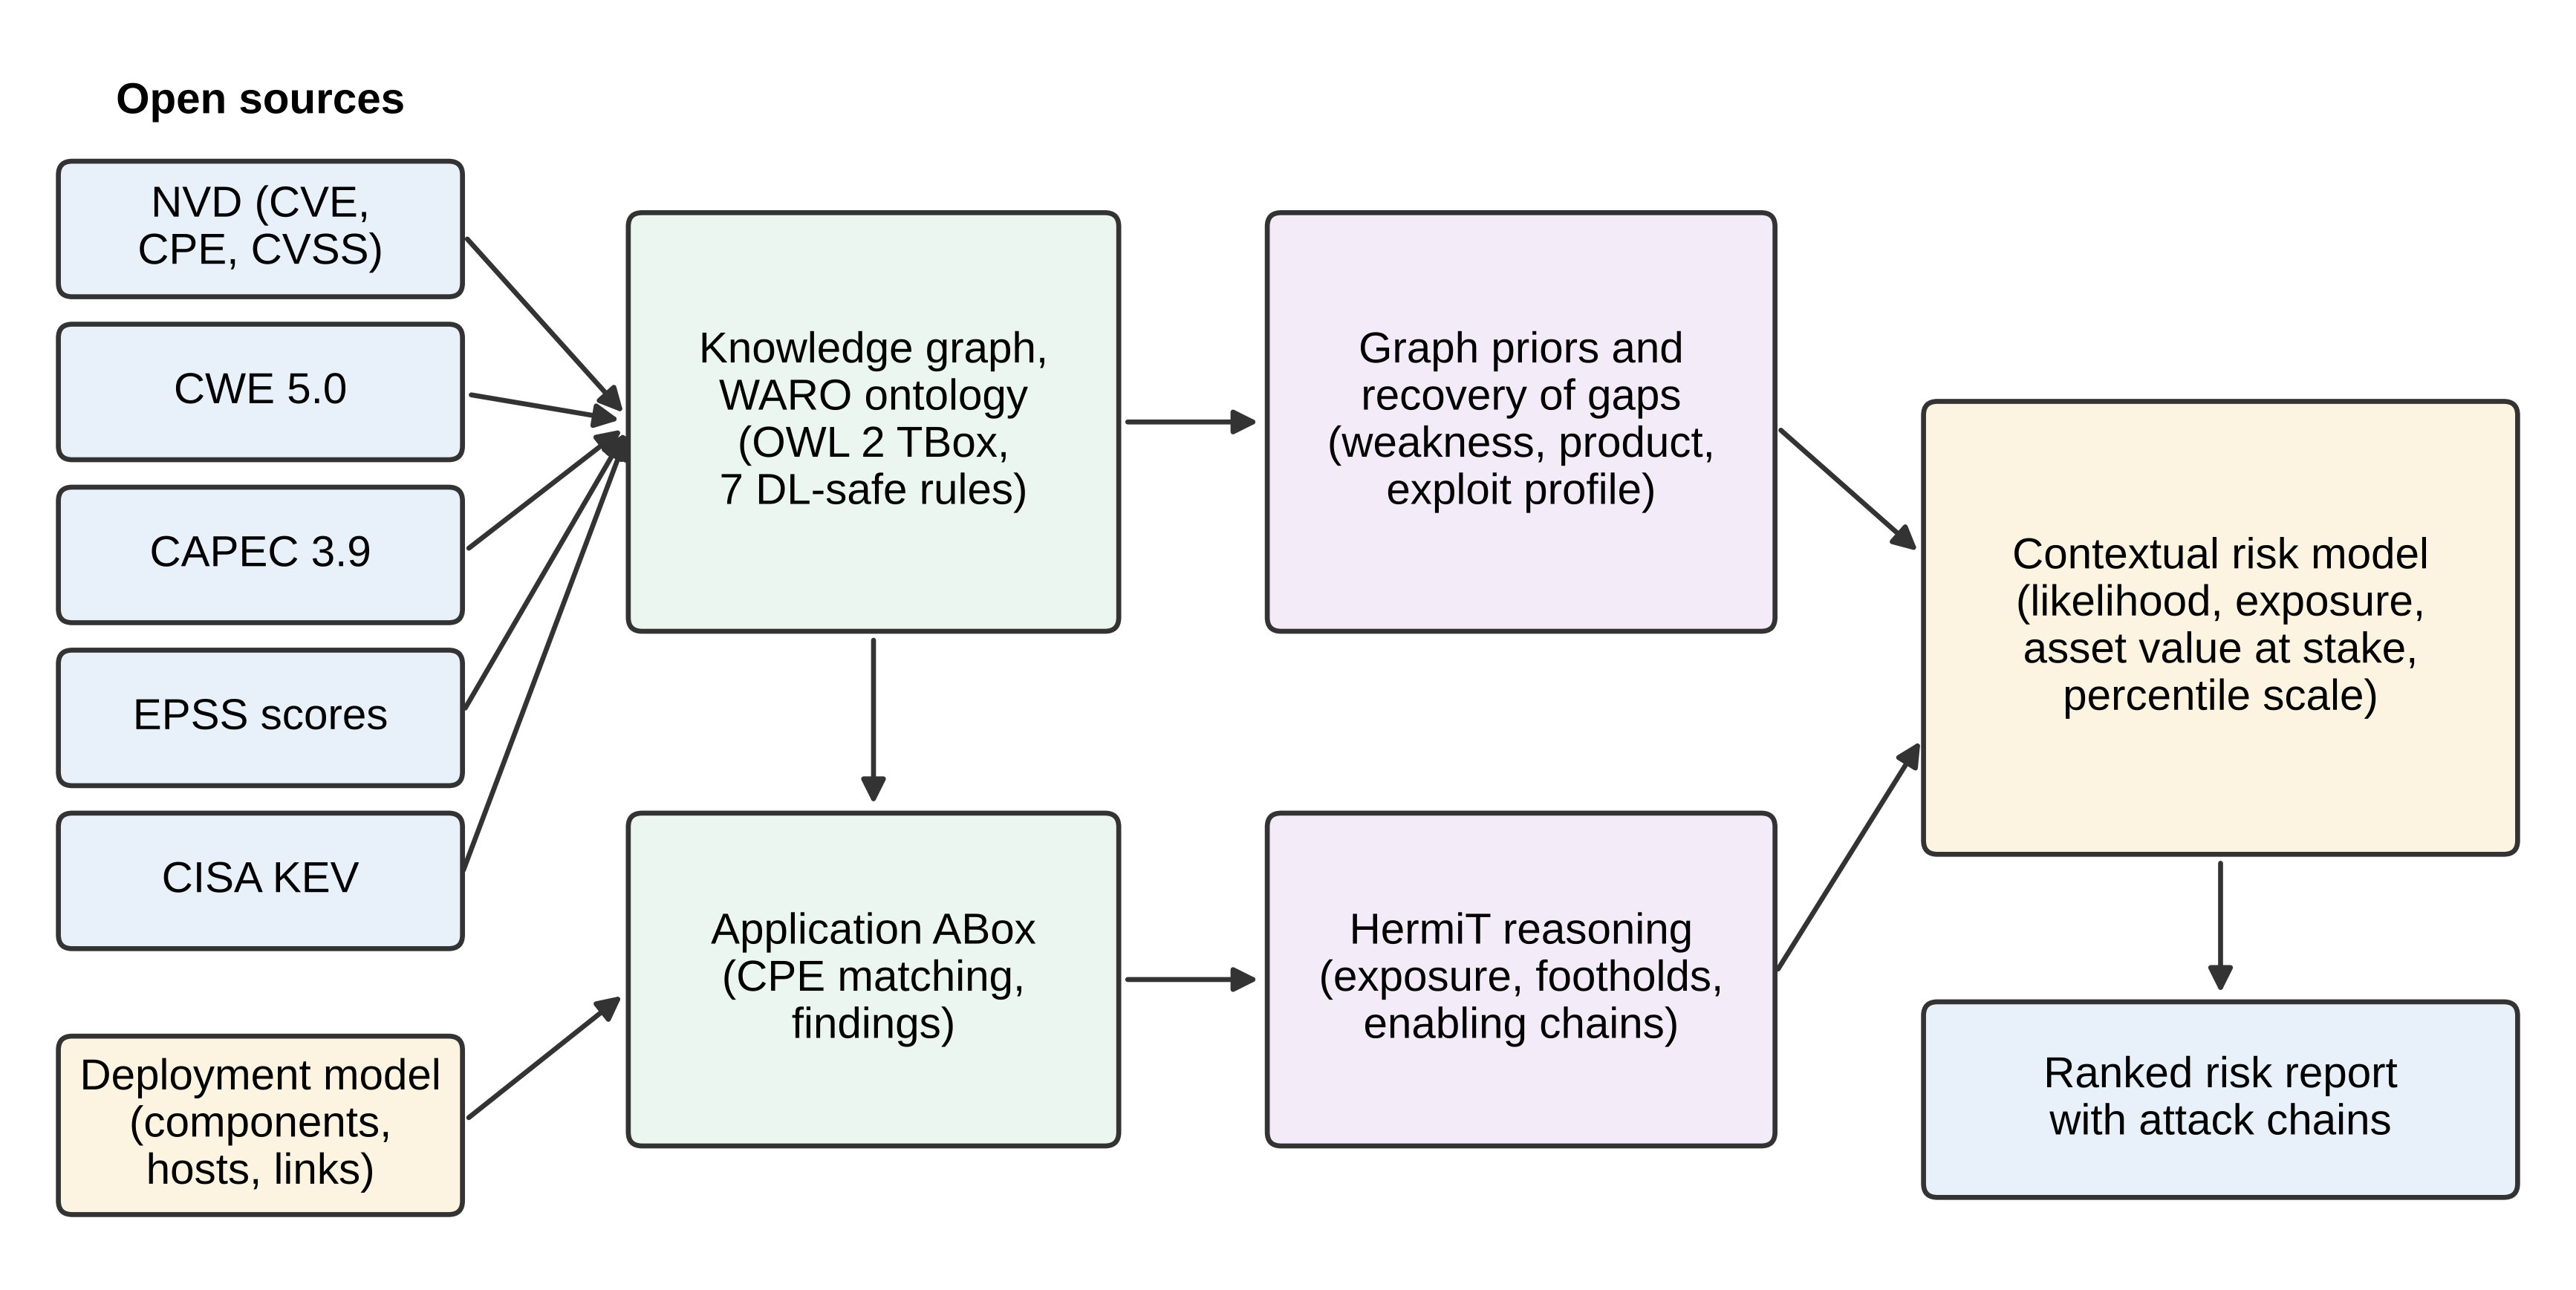 Open sources
NVD (CVE,
CPE, CVSS)
CWE 5.0
CAPEC 3.9
EPSS scores
CISA KEV
Deployment model
(components,
hosts, links)
Knowledge graph,
WARO ontology
(OWL 2 TBox,
7 DL-safe rules)
Application ABox
(CPE matching,
findings)
Graph priors and
recovery of gaps
(weakness, product,
exploit profile)
HermiT reasoning
(exposure, footholds,
enabling chains)
Contextual risk model
(likelihood, exposure,
asset value at stake,
percentile scale)
Ranked risk report
with attack chains